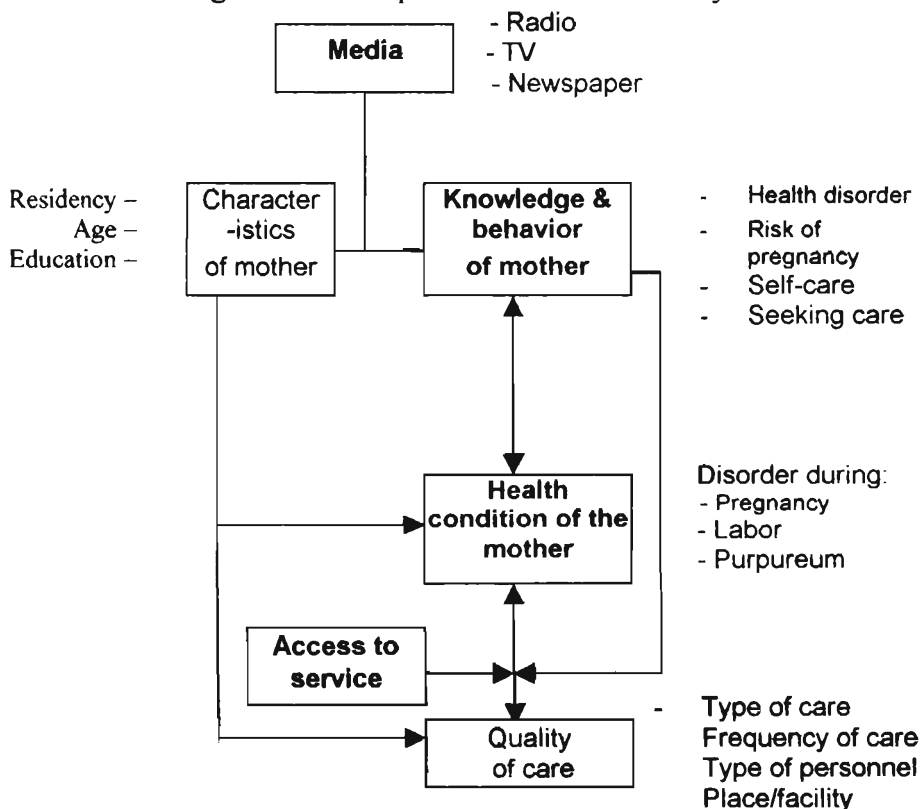 - Radio
Media
- TV
- Newspaper
Residency –
Age –
Education –
Character
-istics
of mother
Knowledge &
behavior
of mother
- Health disorder
- Risk of
pregnancy
- Self-care
- Seeking care
Health
condition of the
mother
Disorder during:
- Pregnancy
- Labor
- Purpureum
Access to
service
Quality
of care
- Type of care
Frequency of care
Type of personnel
Place/facility